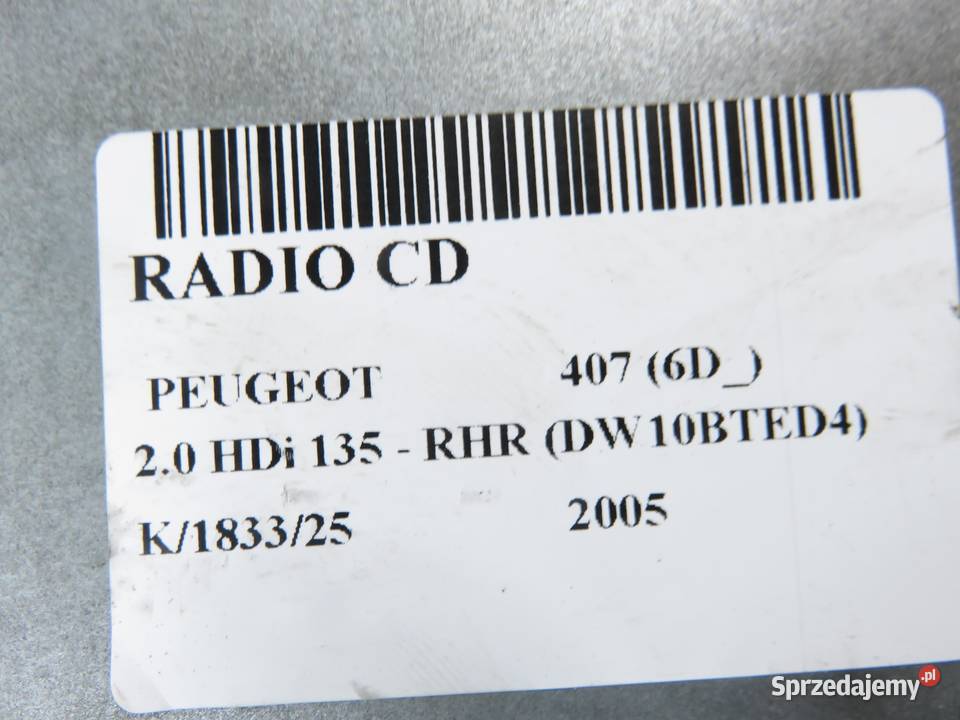 RADIO CD
PEUGEOT 407 (6D_)
2.0 HDi 135 - RHR (DW10BTED4)
K/1833/25 2005
Sprzedajemy.pl